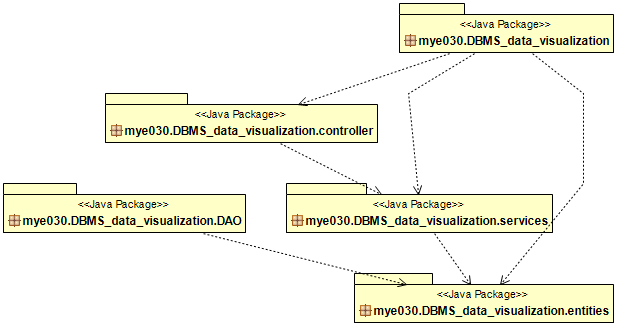 <<Java Package>>
mye030.DBMS_data_visualization
<<Java Package>>
mye030.DBMS_data_visualization.controller
<<Java Package>>
mye030.DBMS_data_visualization.DAO
<<Java Package>>
mye030.DBMS_data_visualization.services
<<Java Package>>
mye030.DBMS_data_visualization.entities